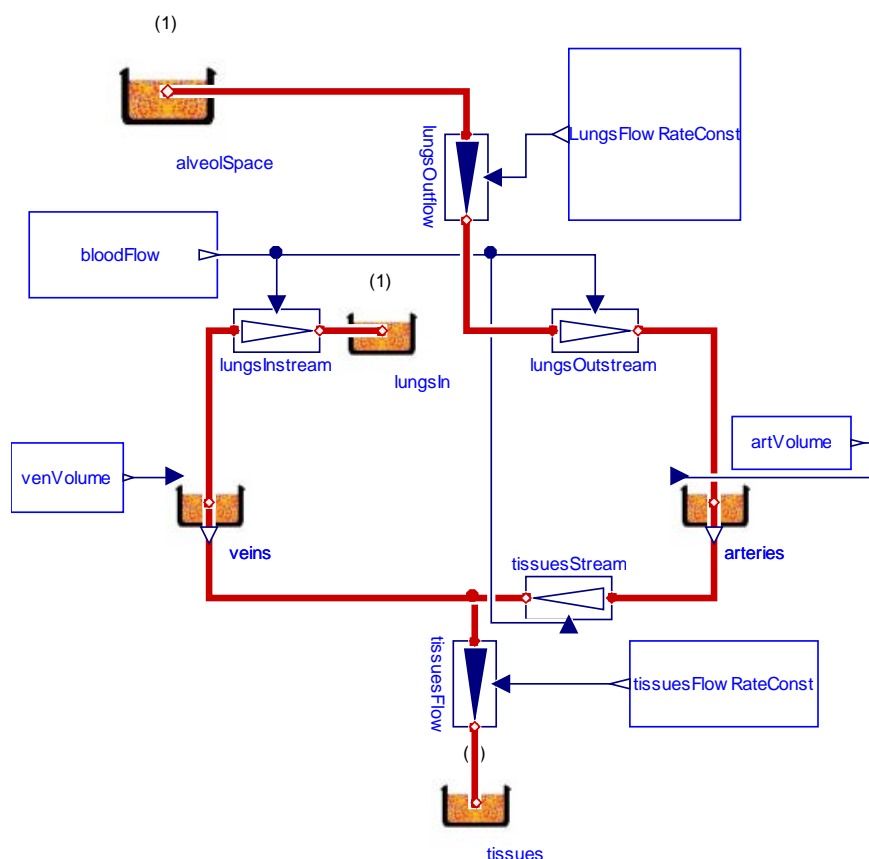 (1)
alveolSpace
lungsOutflow
LungsFlow RateConst
bloodFlow
(1)
lungsInstream
lungsIn
lungsOutstream
venVolume
artVolume
veins
arteries
tissuesStream
tissuesFlow
tissuesFlow RateConst
tissues